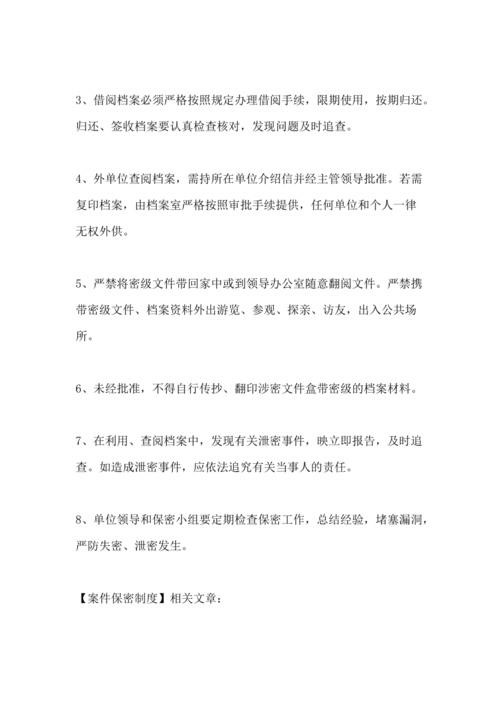 3、借阅档案必须严格按照规定办理借阅手续，限期使用，按期归还。
归还、签收档案要认真检查核对，发现问题及时追查。
4、外单位查阅档案，需持所在单位介绍信并经主管领导批准。若需
复印档案，由档案室严格按照审批手续提供，任何单位和个人一律
无权外供。
5、严禁将密级文件带回家中或到领导办公室随意翻阅文件。严禁携
带密级文件、档案资料外出游览、参观、探亲、访友，出入公共场
所。
6、未经批准，不得自行传抄、翻印涉密文件盒带密级的档案材料。
7、在利用、查阅档案中，发现有关泄密事件，映立即报告，及时追
查。如造成泄密事件，应依法追究有关当事人的责任。
8、单位领导和保密小组要定期检查保密工作，总结经验，堵塞漏洞，
严防失密、泄密发生。
【案件保密制度】相关文章：